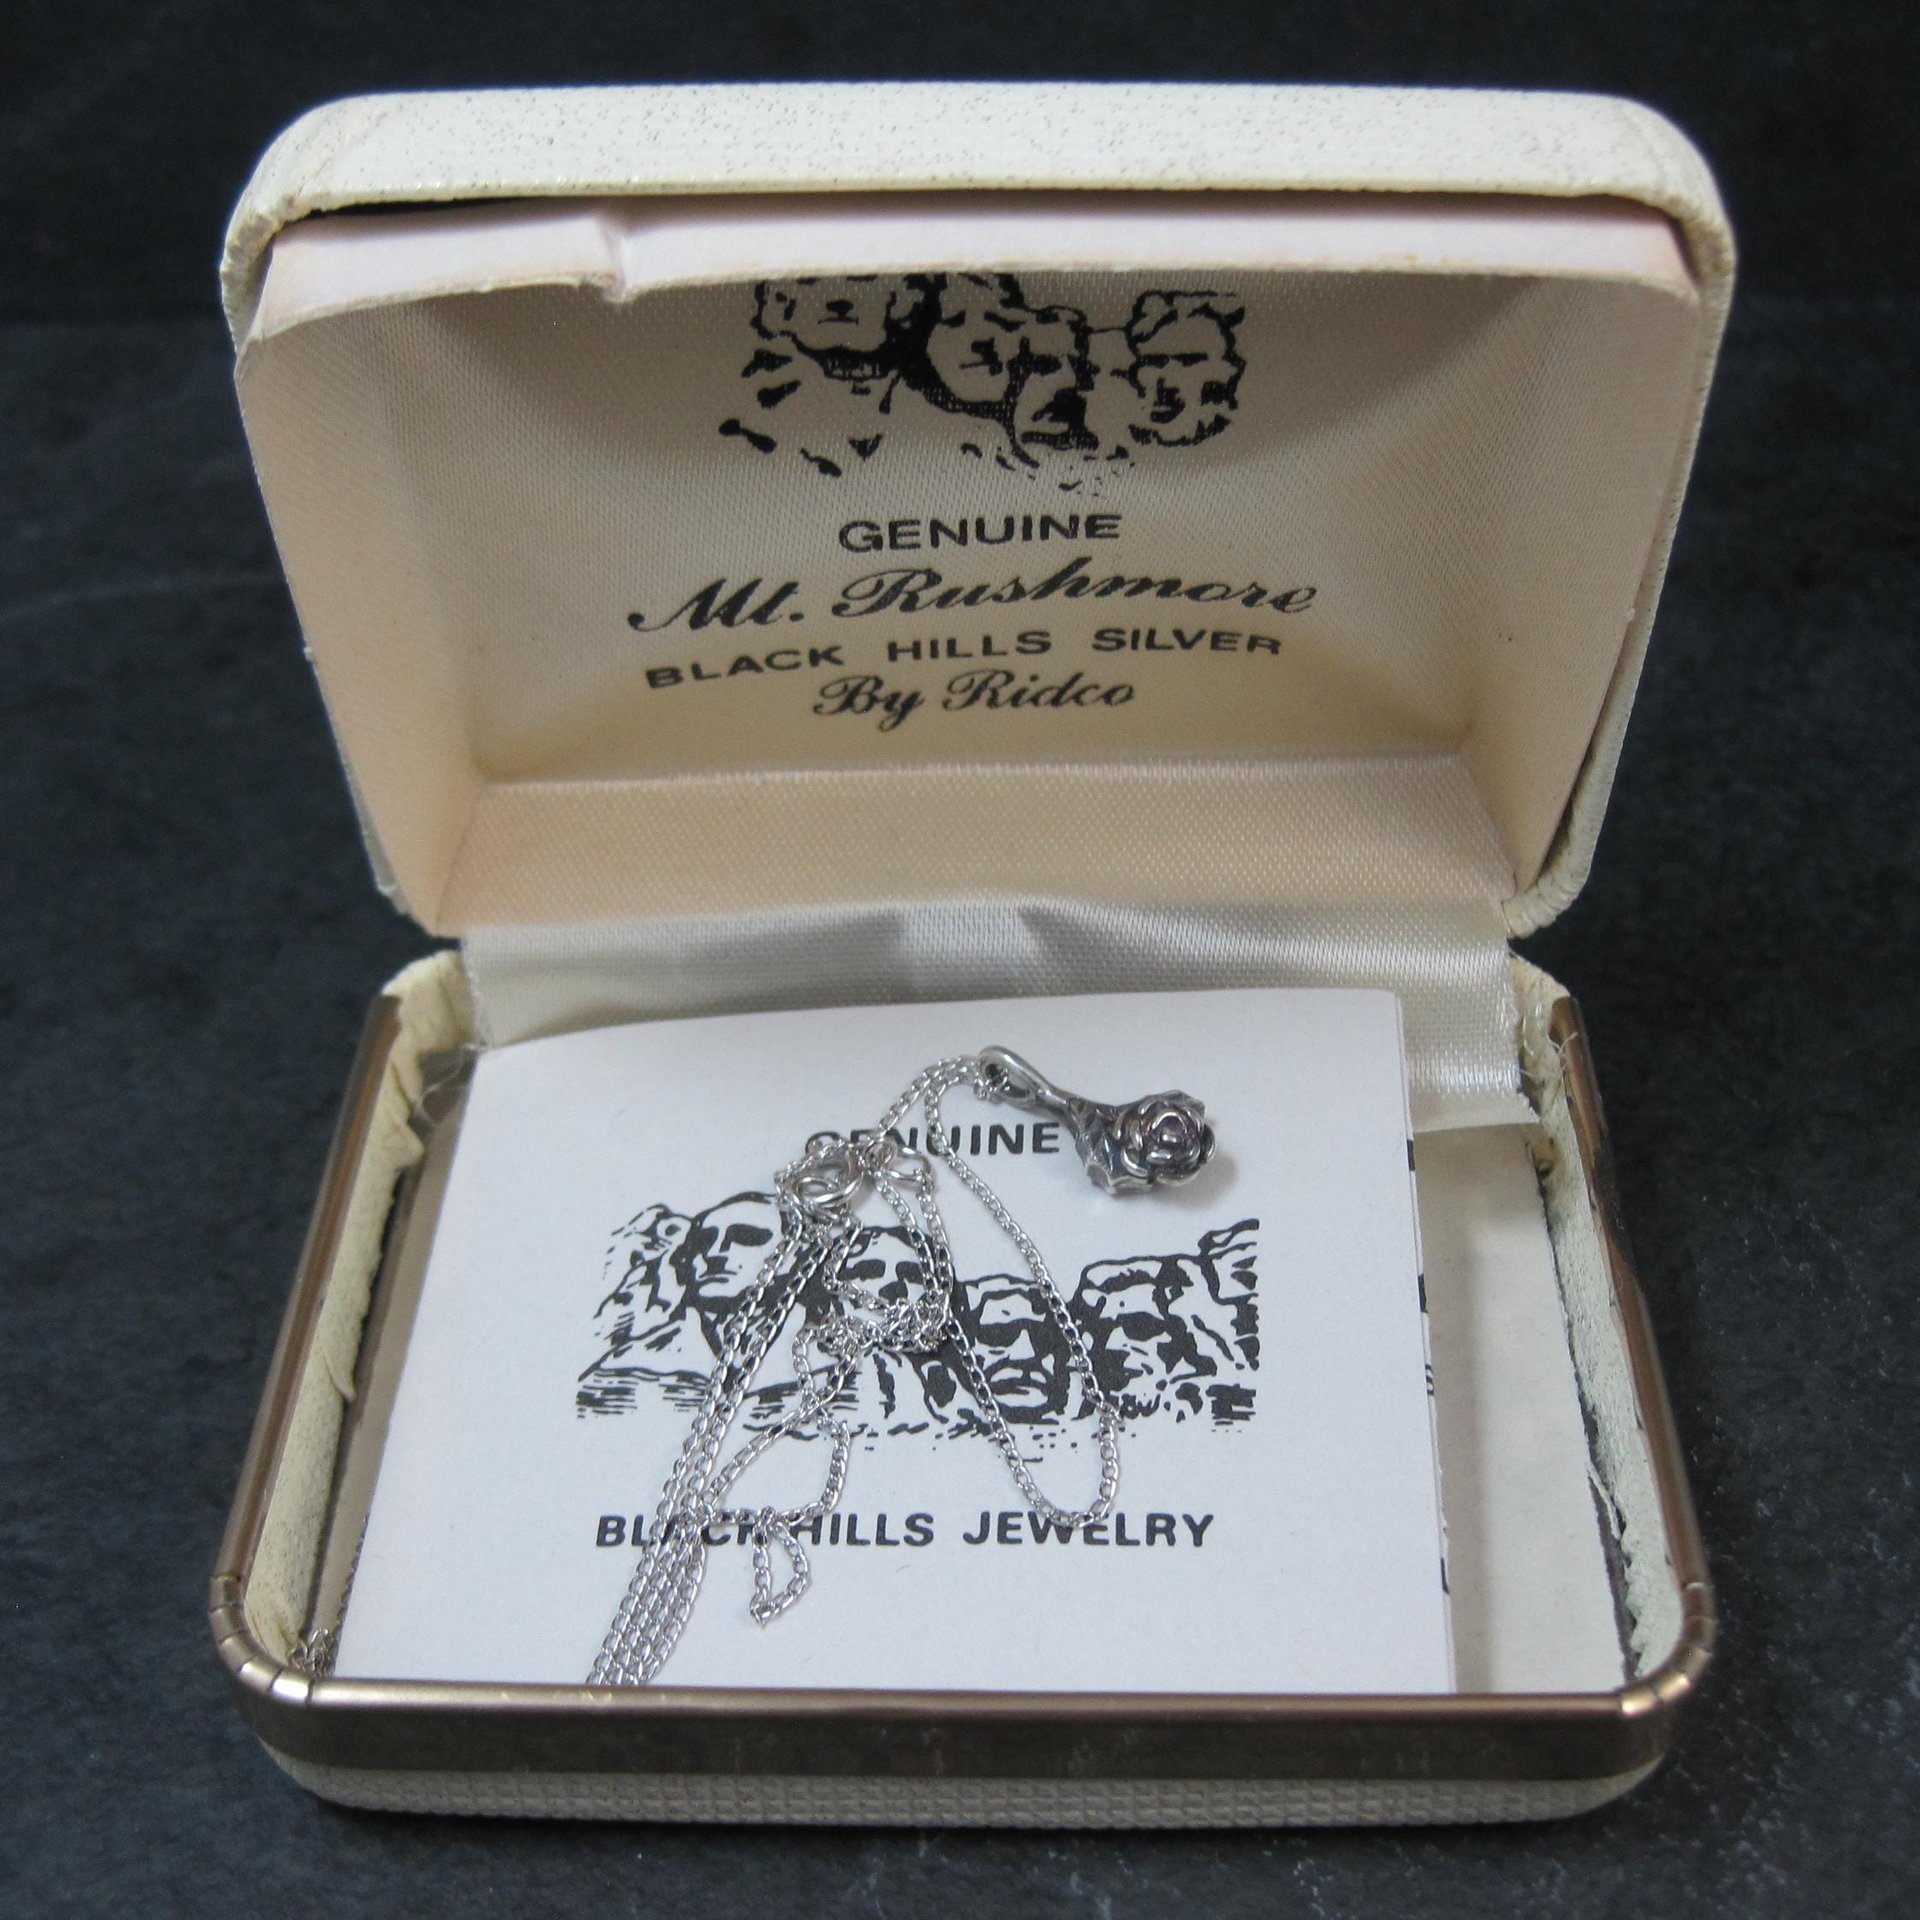 GENUINE
Mt. Rushmore
BLACK HILLS SILVER
By Ridco
GENUINE
BLACK HILLS JEWELRY